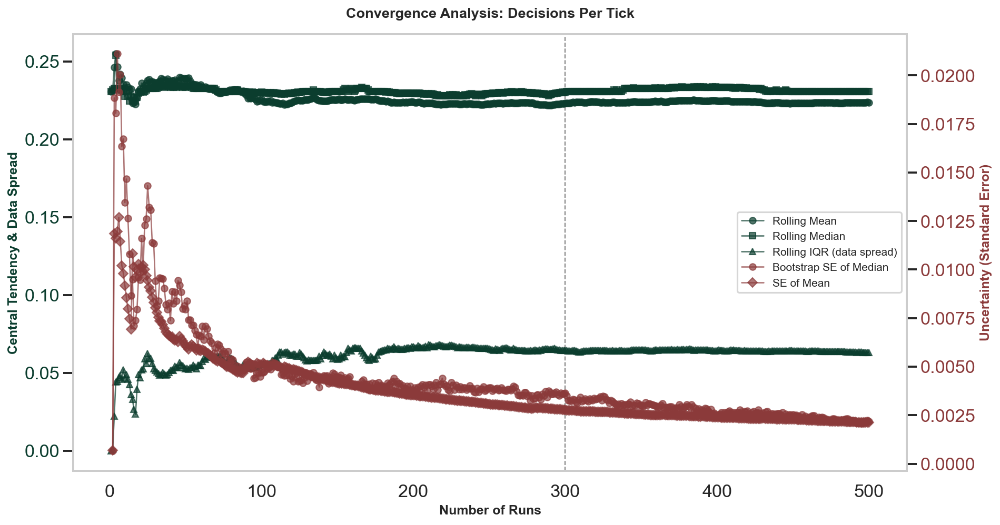 Convergence Analysis: Decisions Per Tick
Central Tendency & Data Spread
0.25
0.20
0.15
0.10
0.05
0.00
0.0200
0.0175
0.0150
0.0125
0.0100
0.0075
0.0050
0.0025
0.0000
Uncertainty (Standard Error)
Rolling Mean
Rolling Median
Rolling IQR (data spread)
Bootstrap SE of Median
SE of Mean
0 100 200 300 400 500
Number of Runs